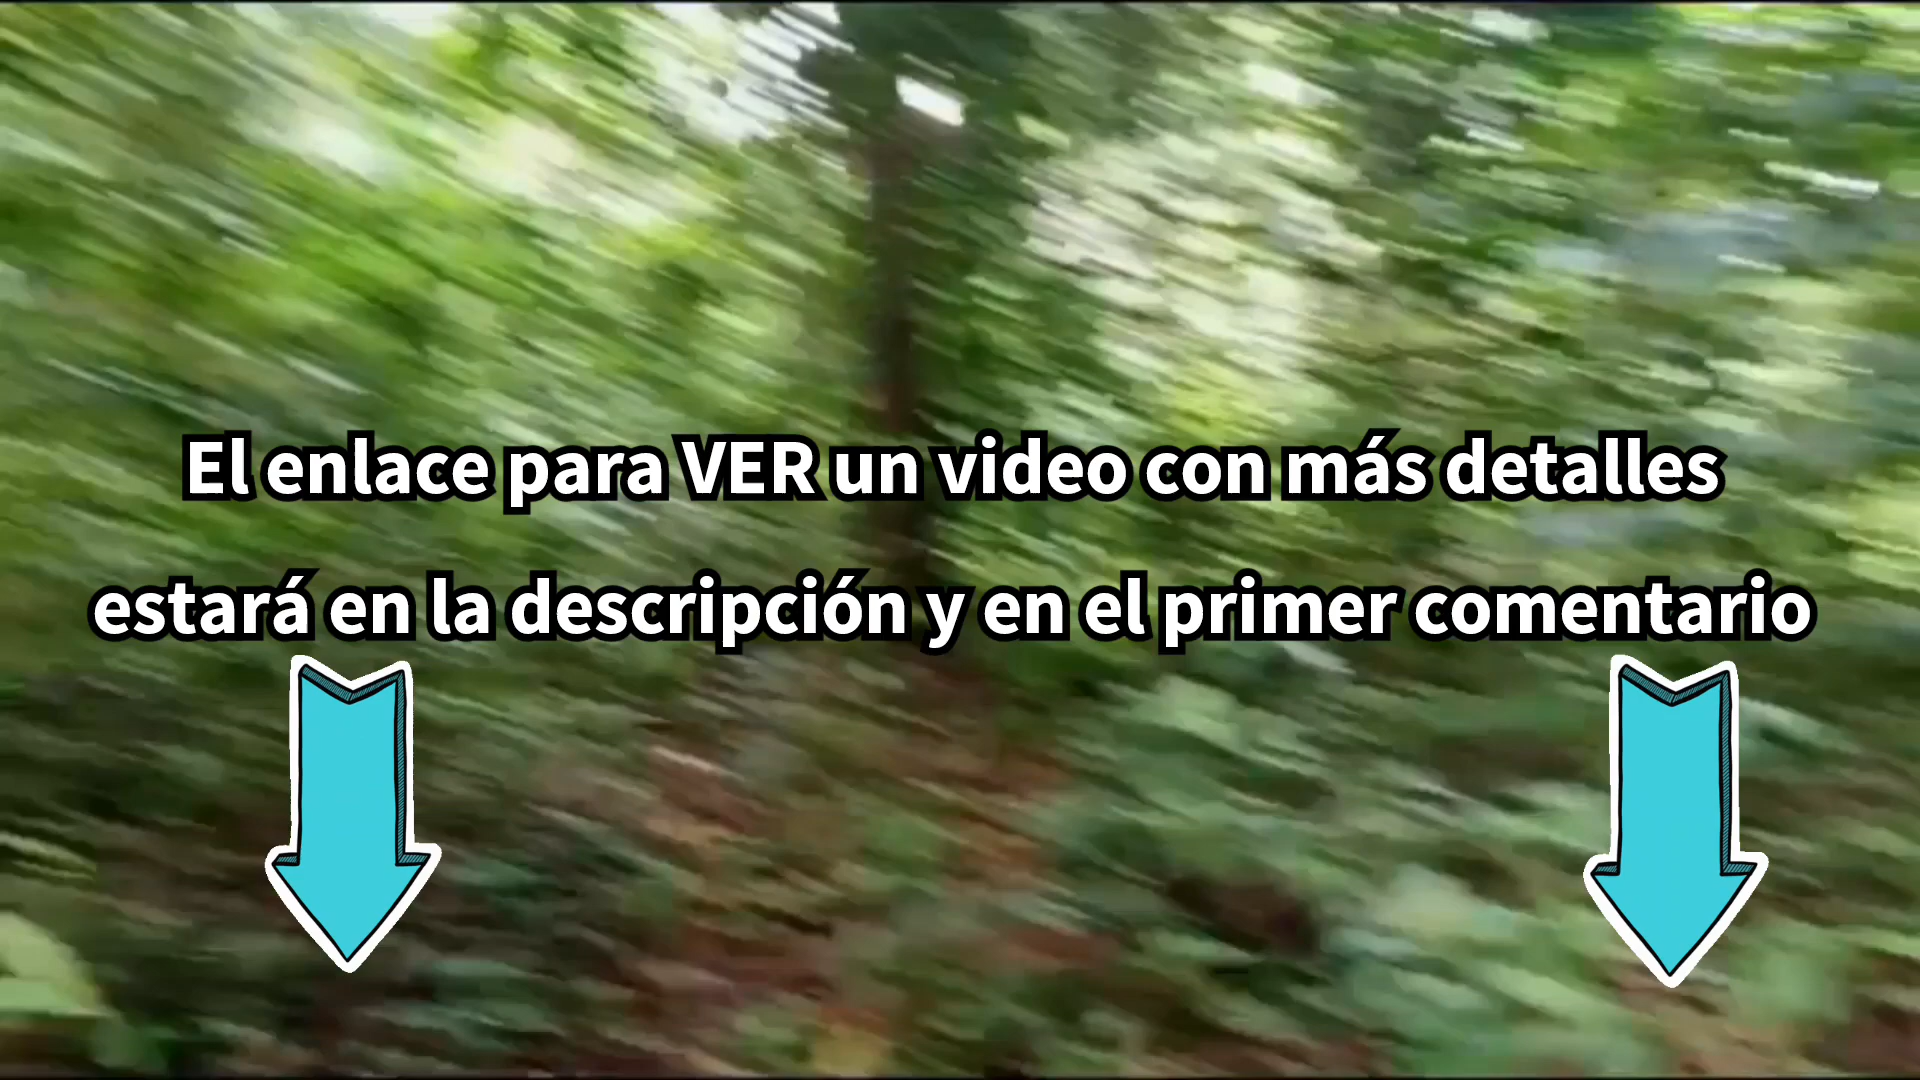 El enlace para VER un video con más detalles
estará en la descripción y en el primer comentario